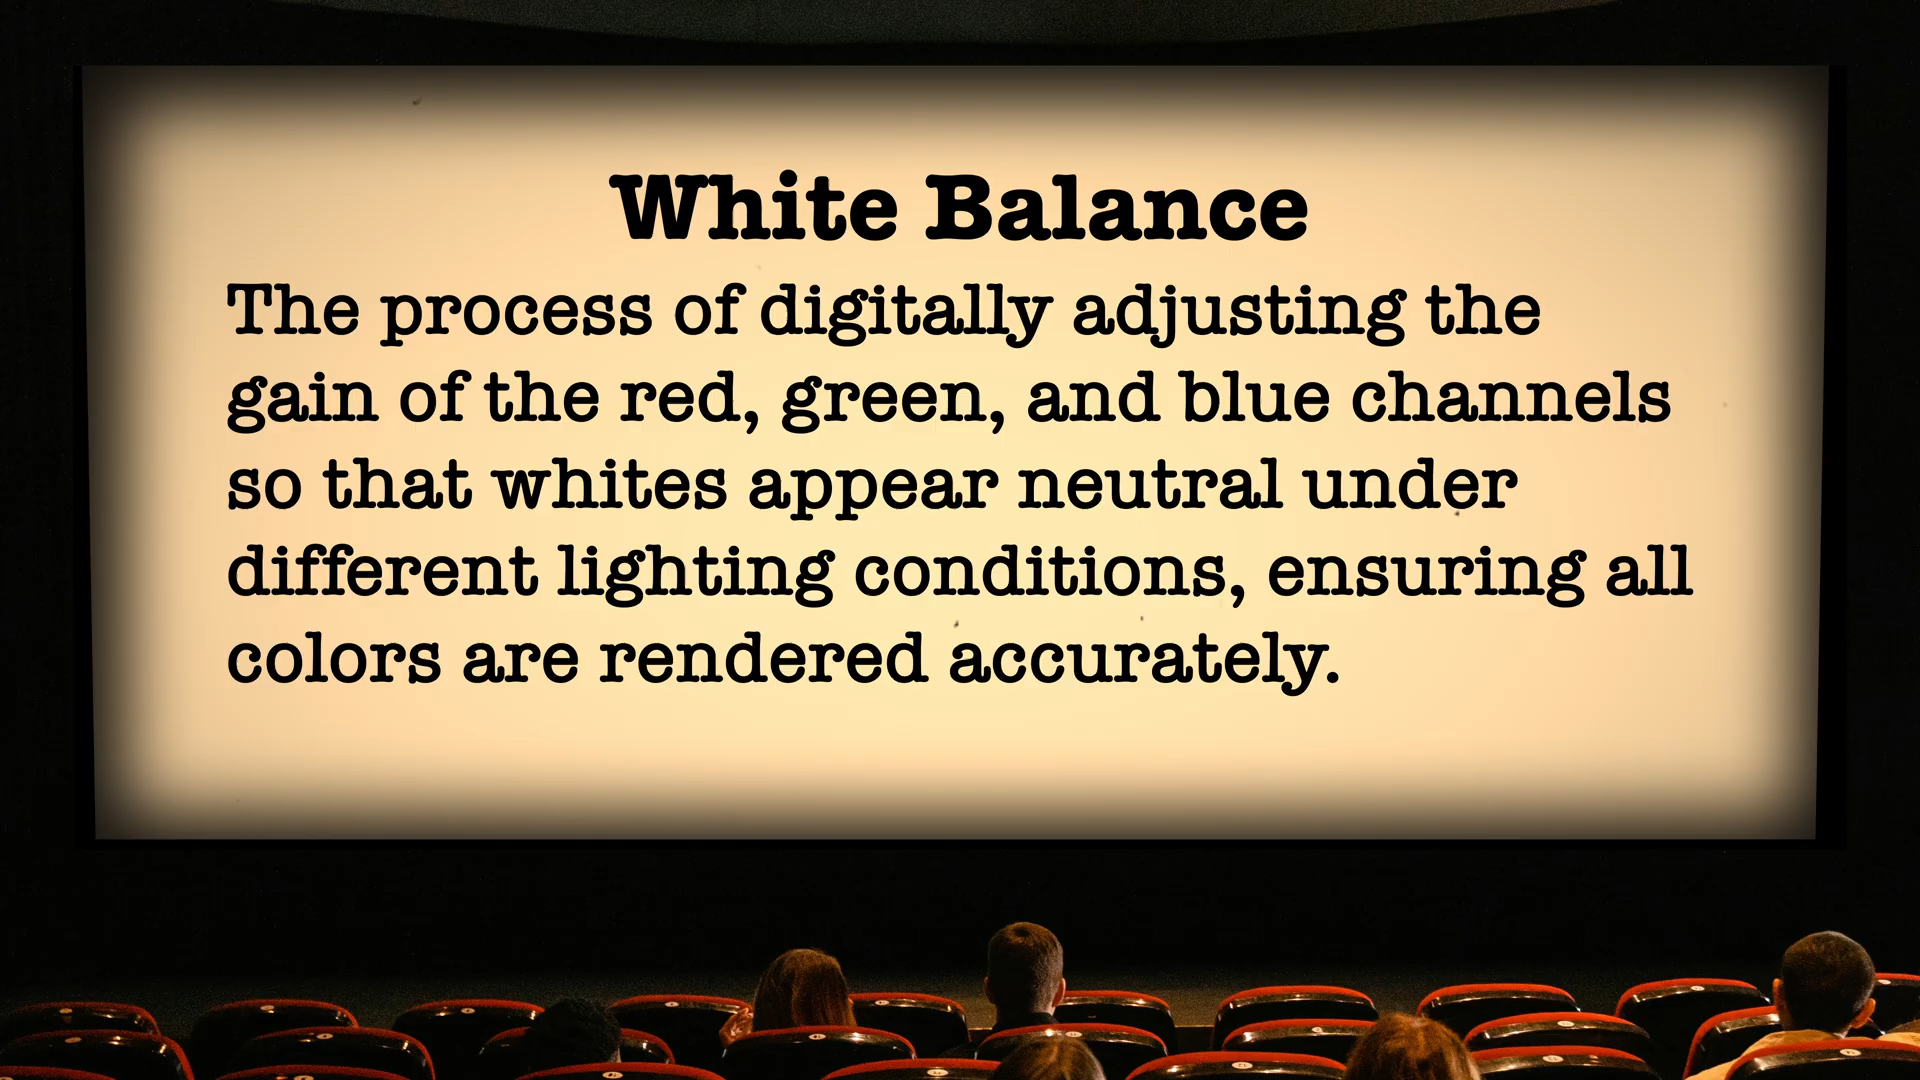 White Balance
The process of digitally adjusting the
gain of the red, green, and blue channels
so that whites appear neutral under
different lighting conditions, ensuring all
colors are rendered accurately.